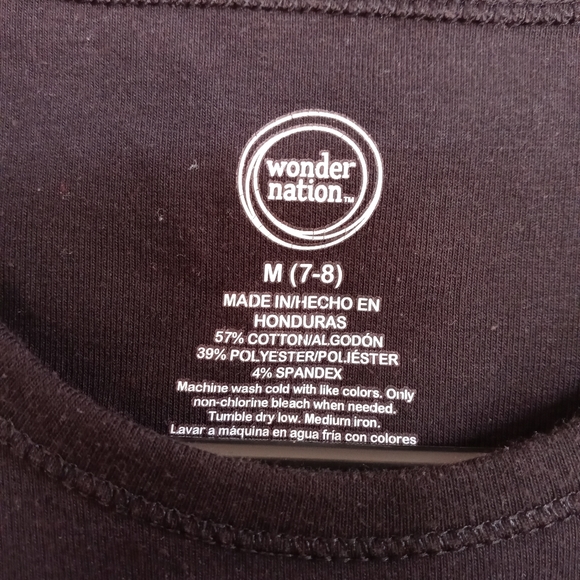 wonder
nation™
M (7-8)
MADE IN/HECHO EN
HONDURAS
57% COTTON/ALGODÓN
39% POLYESTER/POLIÉSTER
4% SPANDEX
Machine wash cold with like colors. Only
non-chlorine bleach when needed.
Tumble dry low. Medium iron.
Lavar a máquina en agua fría con colores